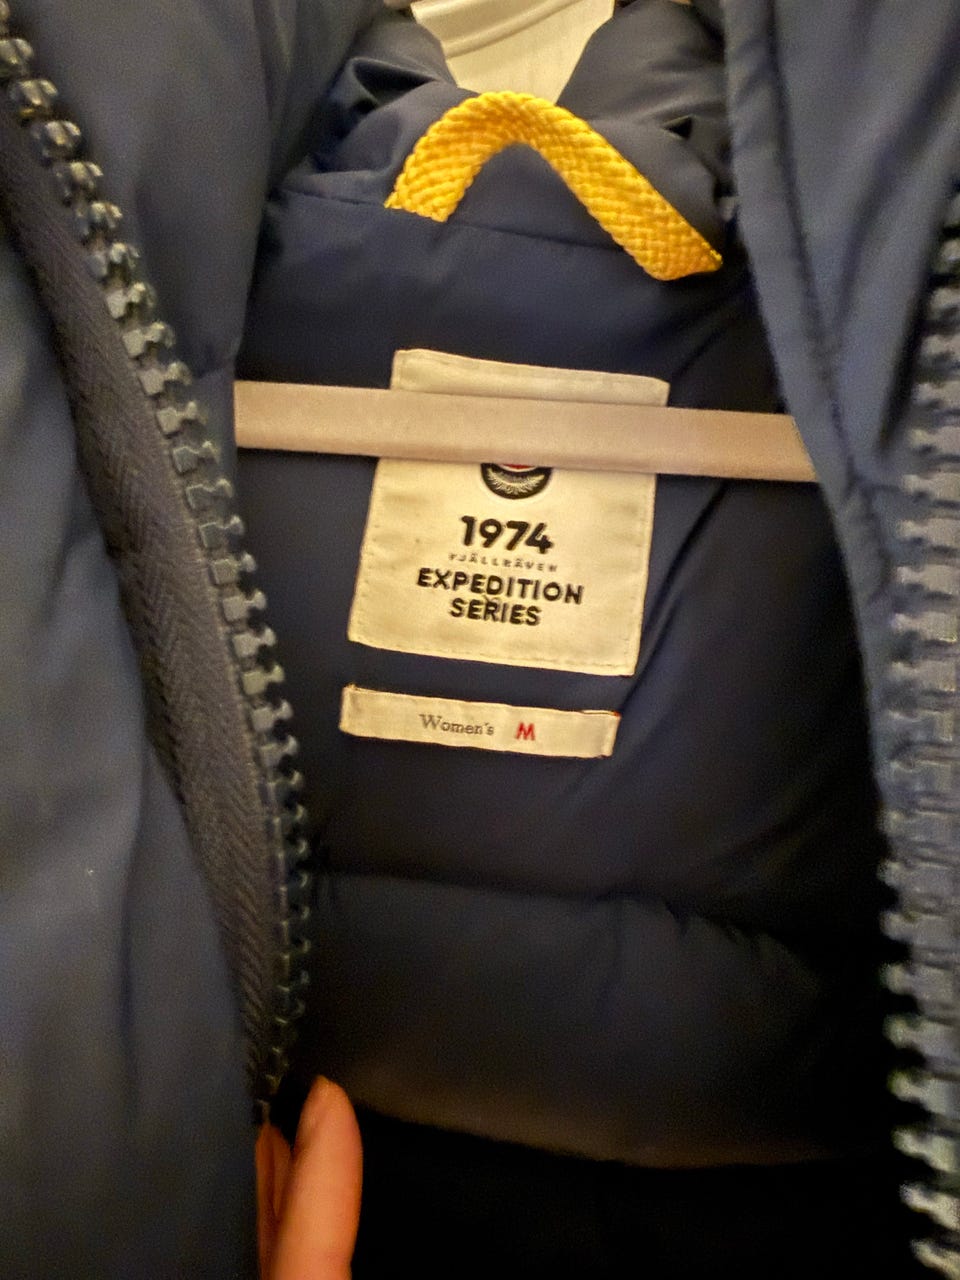 1974
FJÄLLRÄVEN
EXPEDITION
SERIES
Women's M